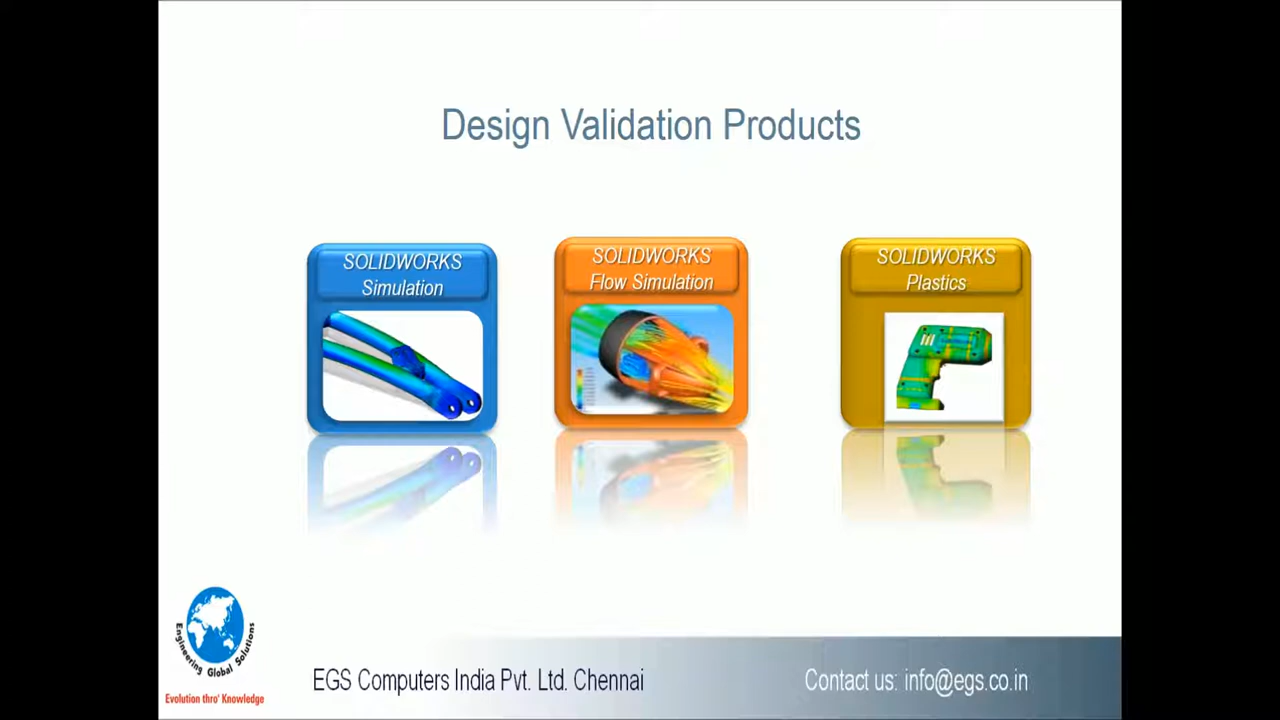 Design Validation Products
SOLIDWORKS
Simulation
SOLIDWORKS
Flow Simulation
SOLIDWORKS
Plastics
Engineering Global Solutions
Evolution thro' Knowledge
EGS Computers India Pvt. Ltd. Chennai
Contact us: info@egs.co.in